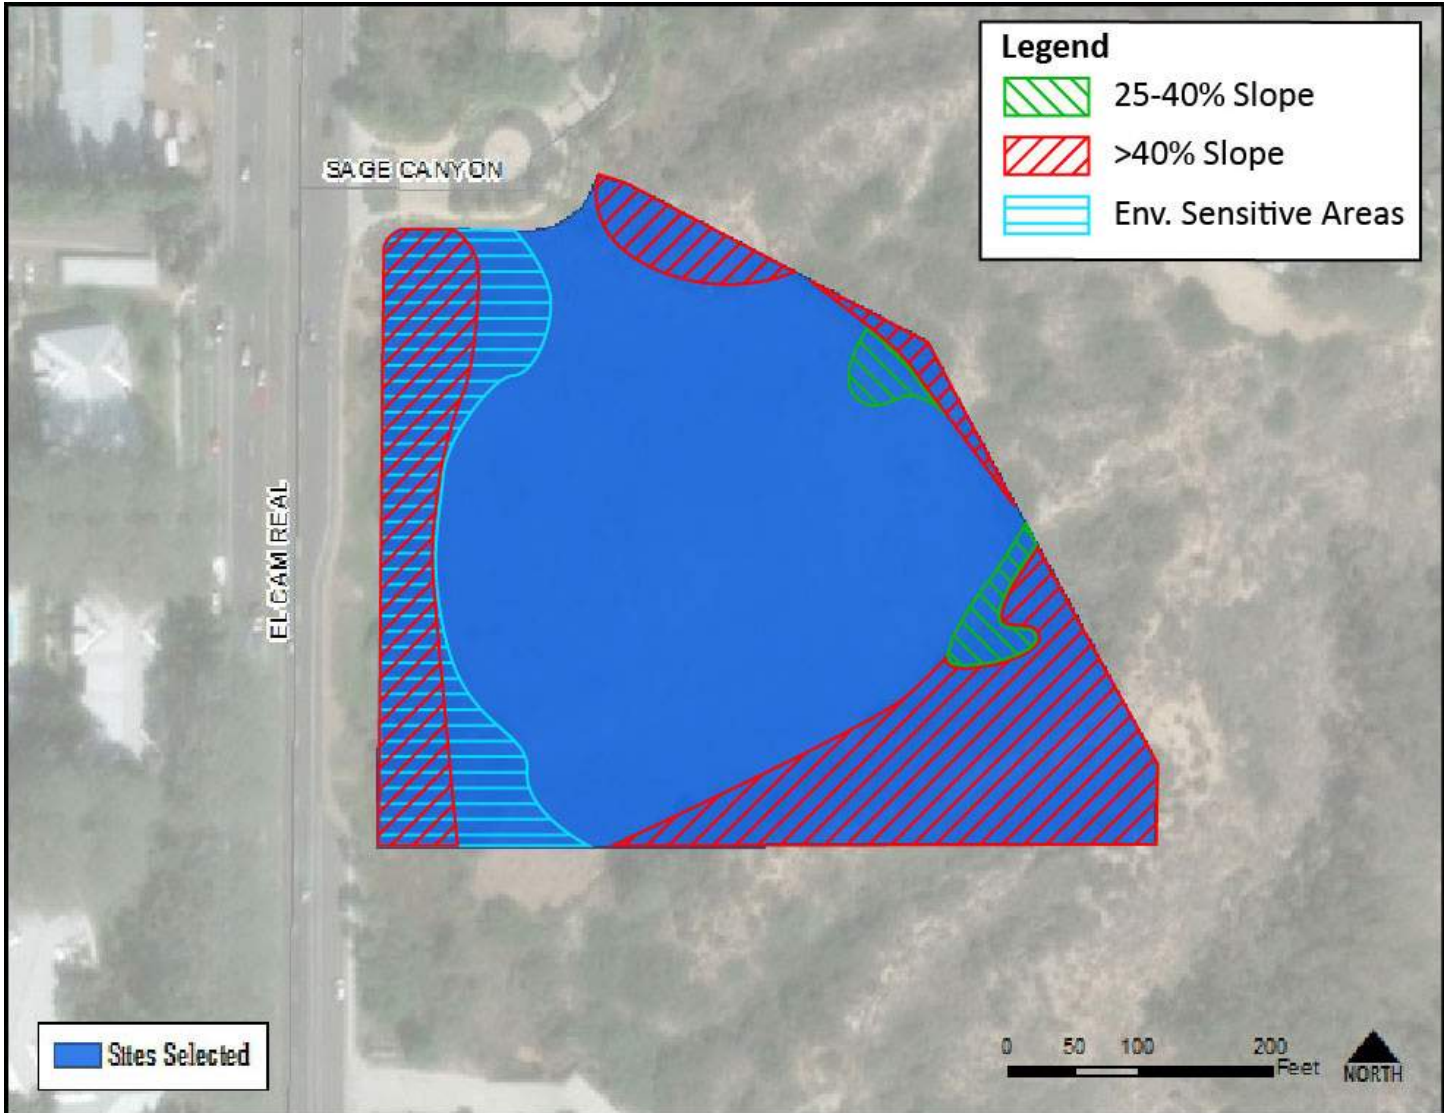 Legend
25-40% Slope
>40% Slope
Env. Sensitive Areas
SAGE CANYON
EL CAM REAL
Sites Selected
0 50 100 200
Feet
NORTH